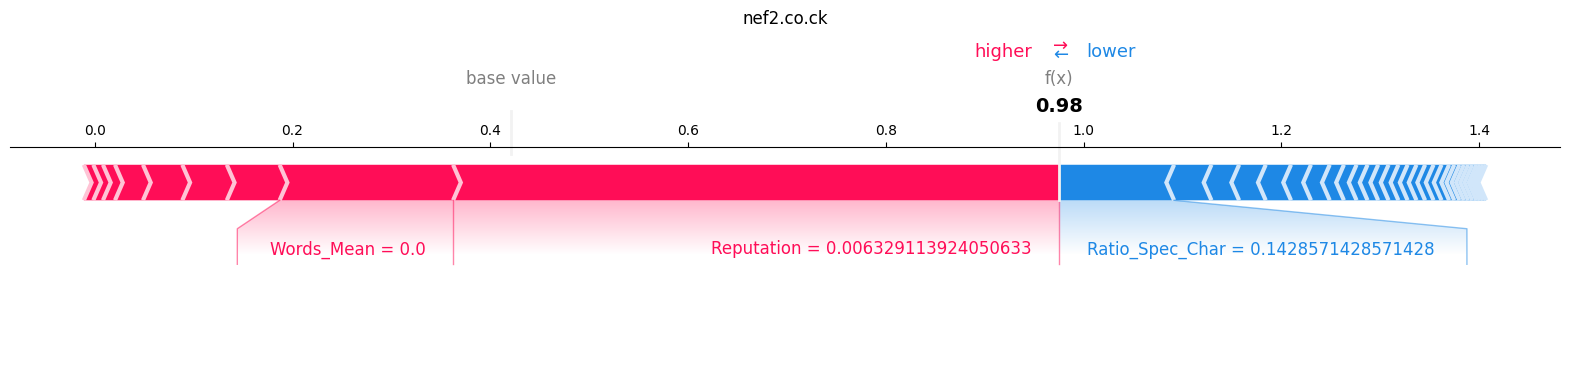 nef2.co.ck
higher ⇄ lower
base value
f(x)
0.98
0.0 0.2 0.4 0.6 0.8 1.0 1.2 1.4
Words_Mean = 0.0 Reputation = 0.006329113924050633 Ratio_Spec_Char = 0.1428571428571428